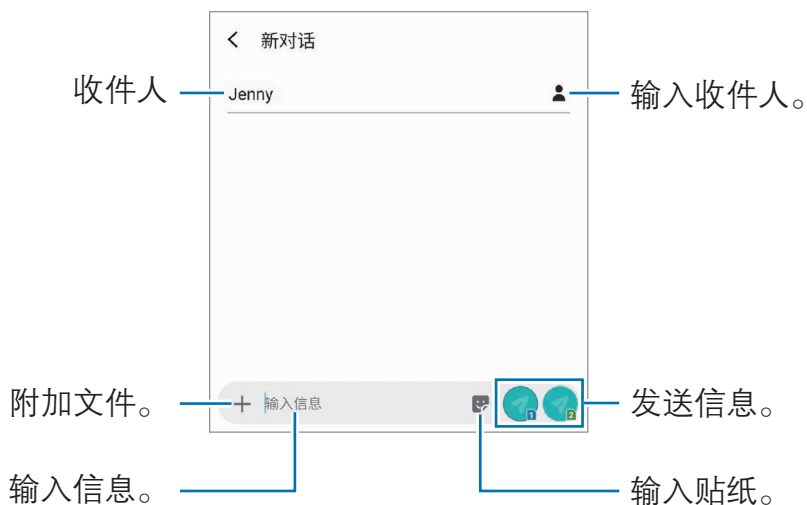 新对话
收件人
Jenny
输入收件人。
附加文件。
输入信息
1
2
发送信息。
输入信息。
输入贴纸。